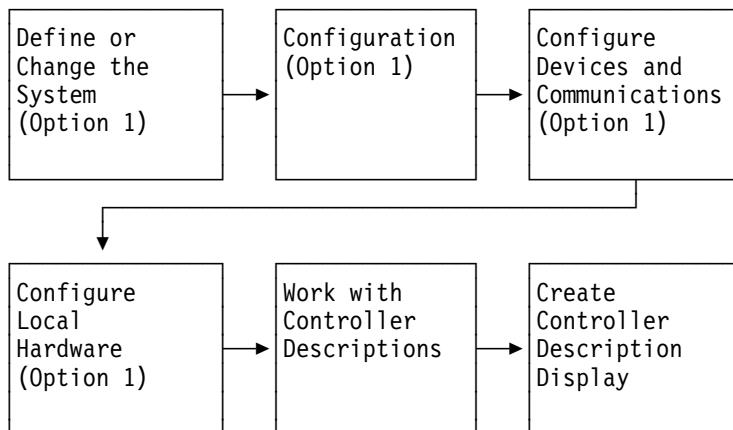 Define or
Change the
System
(Option 1)
Configuration
(Option 1)
Configure
Devices and
Communications
(Option 1)
Configure
Local
Hardware
(Option 1)
Work with
Controller
Descriptions
Create
Controller
Description
Display